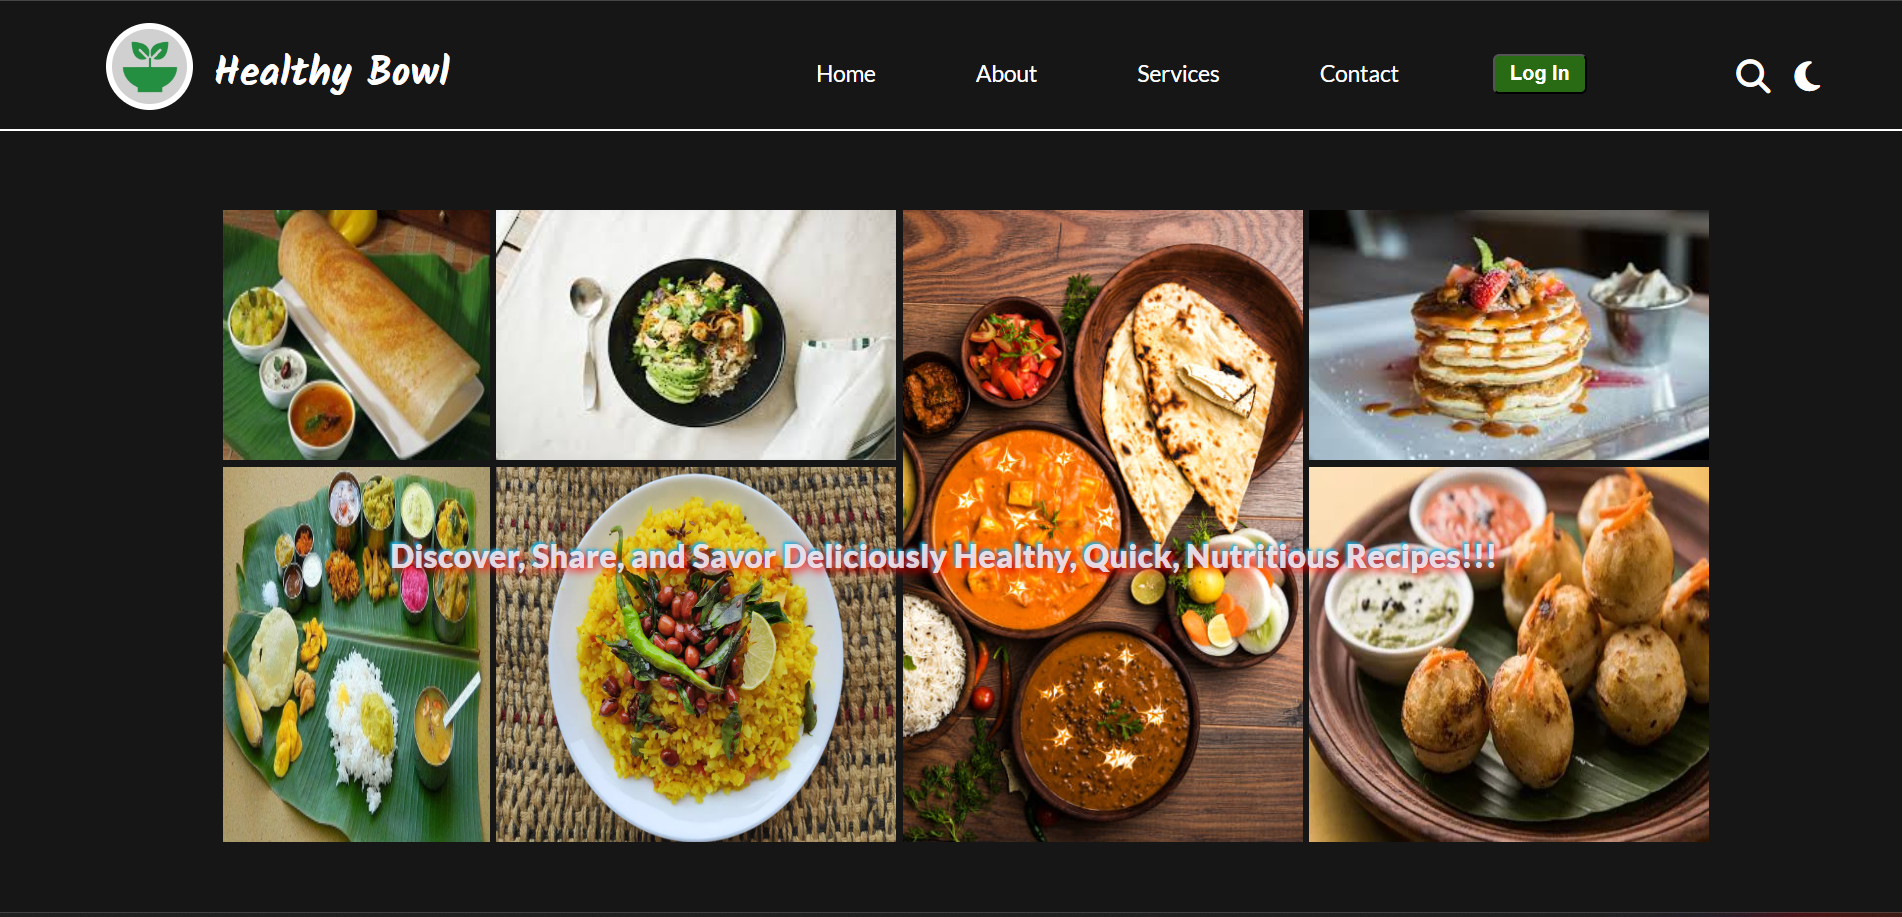 Healthy Bowl
Home About Services Contact Log In
Discover, Share, and Savor Deliciously Healthy, Quick, Nutritious Recipes!!!